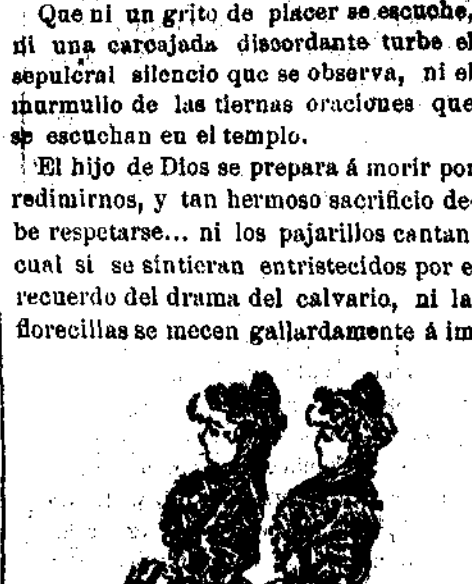 Que ni un grito de placer se escuche,
ni una carcajada discordante turbe el
sepulcral silencio que se observa, ni el
murmullo de las tiernas oraciones que
se escuchan en el templo.
El hijo de Dios se prepara á morir por
redimirnos, y tan hermoso sacrificio de-
be respetarse... ni los pajarillos cantan
cual si se sintieran entristecidos por e
recuerdo del drama del calvario, ni la
florecillas se mecen gallardamente á im